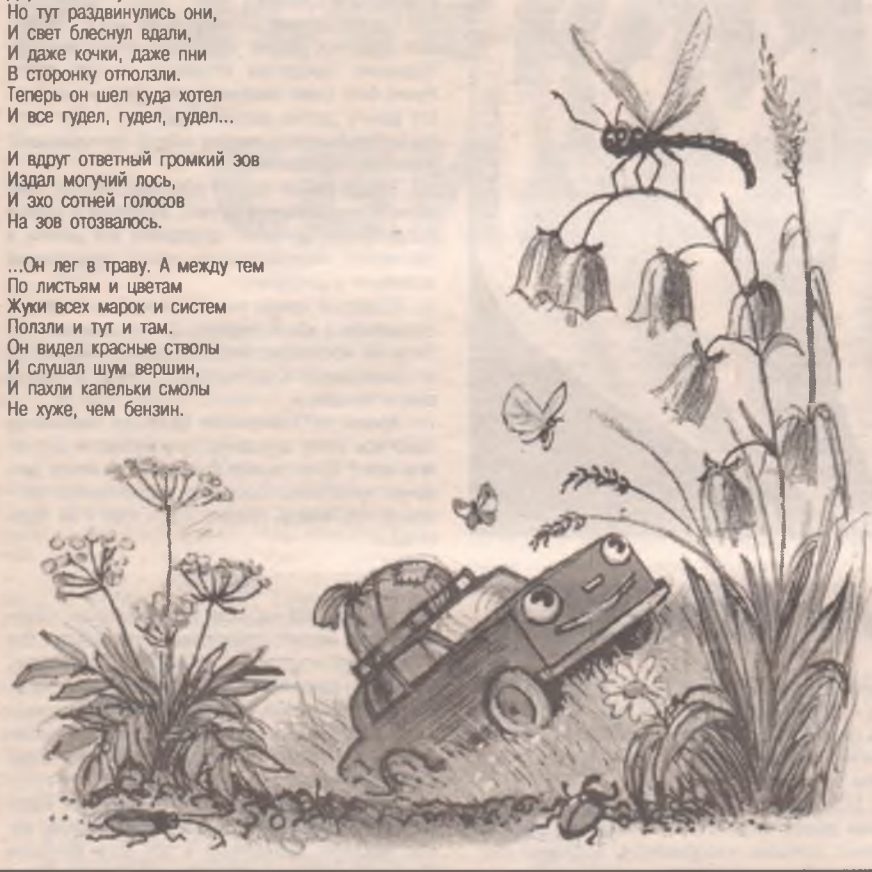 Но тут раздвинулись они,
И свет блеснул вдали,
И даже кочки, даже пни
В сторонку отползли.
Теперь он шел куда хотел
И все гудел, гудел, гудел...

И вдруг ответный громкий зов
Издал могучий лось,
И эхо сотней голосов
На зов отозвалось.

...Он лег в траву. А между тем
По листьям и цветам
Жуки всех марок и систем
Ползли и тут и там.
Он видел красные стволы
И слушал шум вершин,
И пахли капельки смолы
Не хуже, чем бензин.